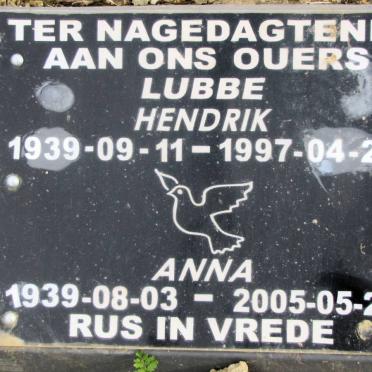 TER NAGEDAGTENI
AAN ONS OUERS
LUBBE
HENDRIK
1939-09-11 - 1997-04-2
ANNA
1939-08-03 - 2005-05-2
RUS IN VREDE